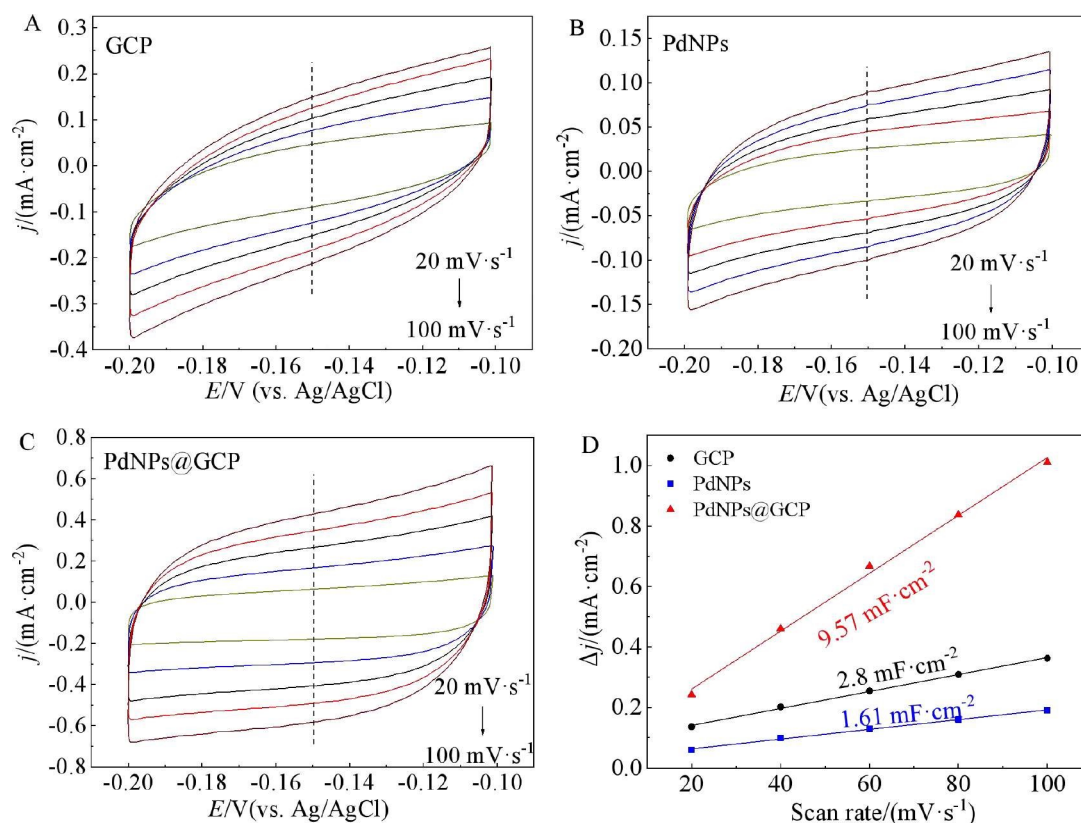 A
GCP
0.3
0.2
0.1
0.0
-0.1
-0.2
-0.3
-0.4
j/(mA·cm⁻²)
20 mV·s⁻¹
100 mV·s⁻¹
-0.20 -0.18 -0.16 -0.14 -0.12 -0.10
E/V (vs. Ag/AgCl)
B
PdNPs
0.15
0.10
0.05
0.00
-0.05
-0.10
-0.15
-0.20
j/(mA·cm⁻²)
20 mV·s⁻¹
100 mV·s⁻¹
-0.20 -0.18 -0.16 -0.14 -0.12 -0.10
E/V(vs. Ag/AgCl)
C
PdNPs@GCP
0.8
0.6
0.4
0.2
0.0
-0.2
-0.4
-0.6
-0.8
j/(mA·cm⁻²)
20 mV·s⁻¹
100 mV·s⁻¹
-0.20 -0.18 -0.16 -0.14 -0.12 -0.10
E/V(vs. Ag/AgCl)
D
GCP
PdNPs
PdNPs@GCP
1.0
0.8
0.6
0.4
0.2
0.0
Δj/(mA·cm⁻²)
9.57 mF·cm⁻²
2.8 mF·cm⁻²
1.61 mF·cm⁻²
20 40 60 80 100
Scan rate/(mV·s⁻¹)